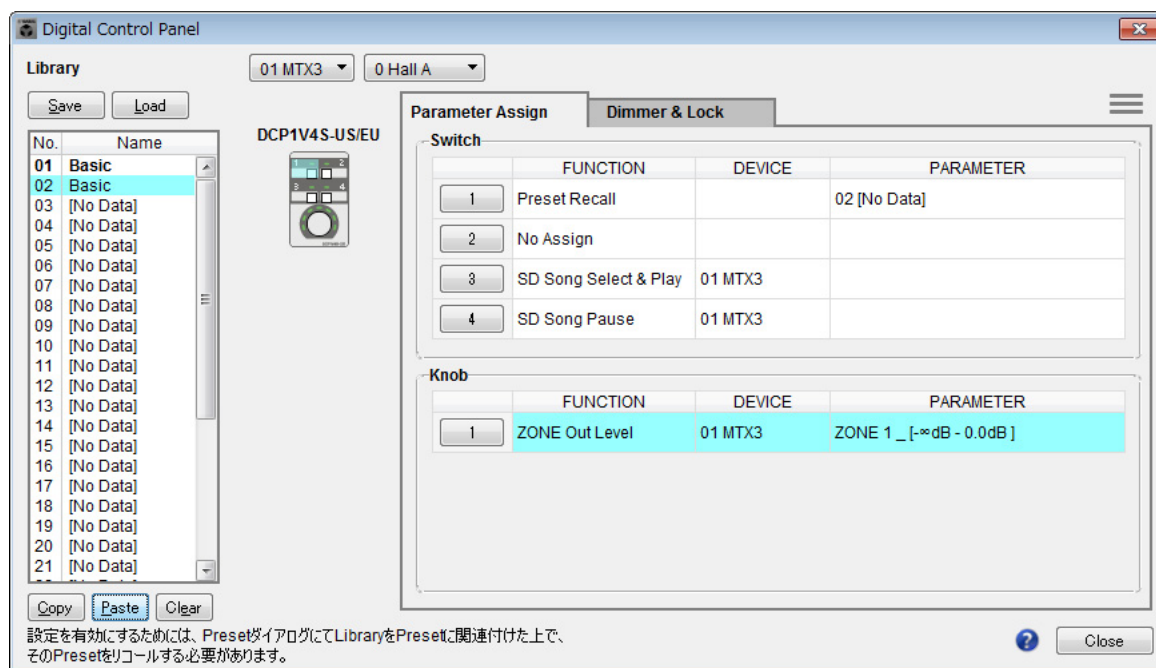 Digital Control Panel
Library
01 MTX3
0 Hall A
Save
Load
No. Name
01 Basic
02 Basic
03 [No Data]
04 [No Data]
05 [No Data]
06 [No Data]
07 [No Data]
08 [No Data]
09 [No Data]
10 [No Data]
11 [No Data]
12 [No Data]
13 [No Data]
14 [No Data]
15 [No Data]
16 [No Data]
17 [No Data]
18 [No Data]
19 [No Data]
20 [No Data]
21 [No Data]
Copy
Paste
Clear
DCP1V4S-US/EU
1 2
3 4
Parameter Assign
Dimmer & Lock
Switch
FUNCTION DEVICE PARAMETER
1 Preset Recall 02 [No Data]
2 No Assign
3 SD Song Select & Play 01 MTX3
4 SD Song Pause 01 MTX3
Knob
FUNCTION DEVICE PARAMETER
1 ZONE Out Level 01 MTX3 ZONE 1 _ [-∞dB - 0.0dB ]
設定を有効にするためには、PresetダイアログにてLibraryをPresetに関連付けた上で、
そのPresetをリコールする必要があります。
?
Close